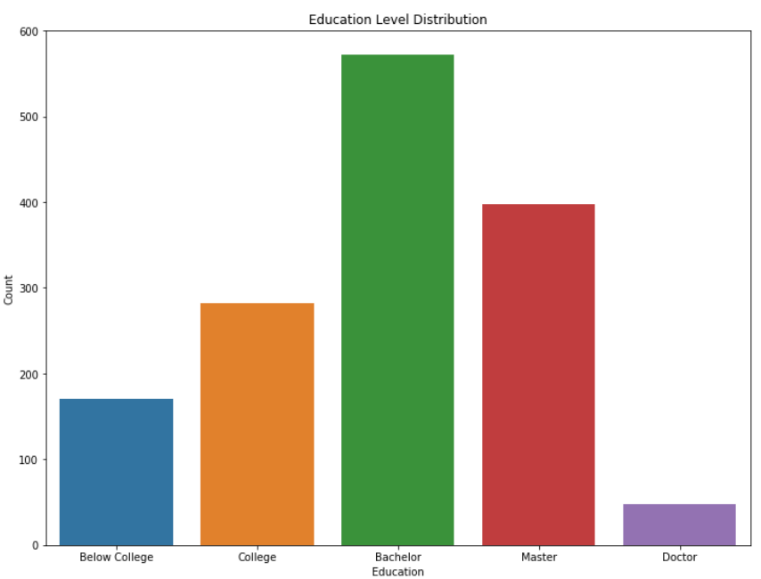 Education Level Distribution
600
500
400
300
200
100
0
Count
Below College
College
Bachelor
Master
Doctor
Education